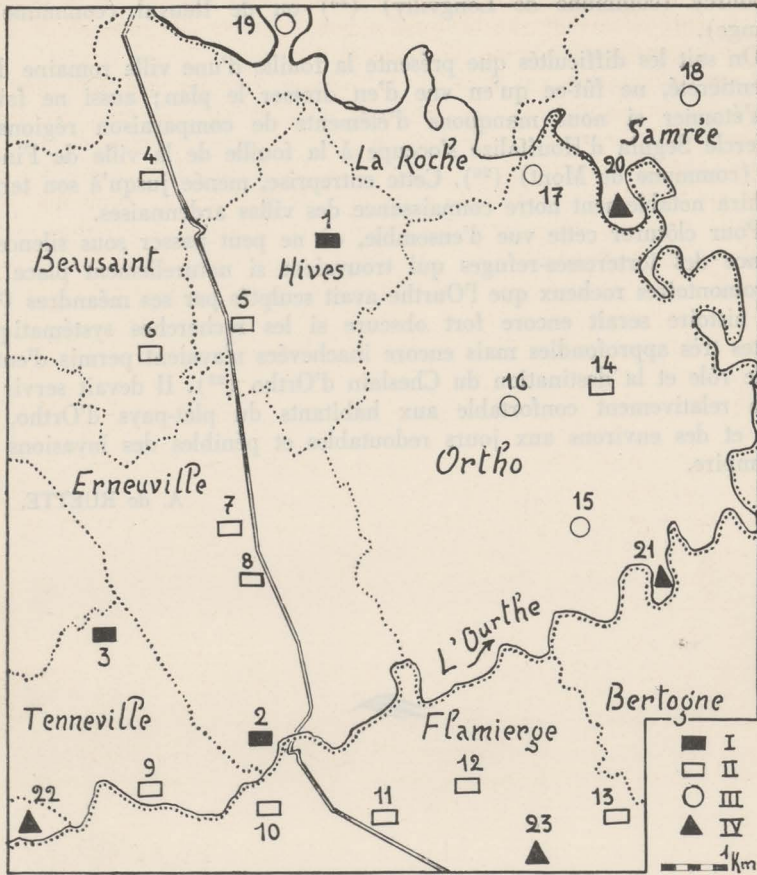 19
18
4
La Roche
Samrée
17
20
1
Beausaint
Hives
5
6
14
16
Erneuville
Ortho
7
15
8
21
3
L'Ourthe
Tenneville
2
Flamierge
Bertogne
I
II
III
IV
1 Km
9
12
22
10
11
13
23